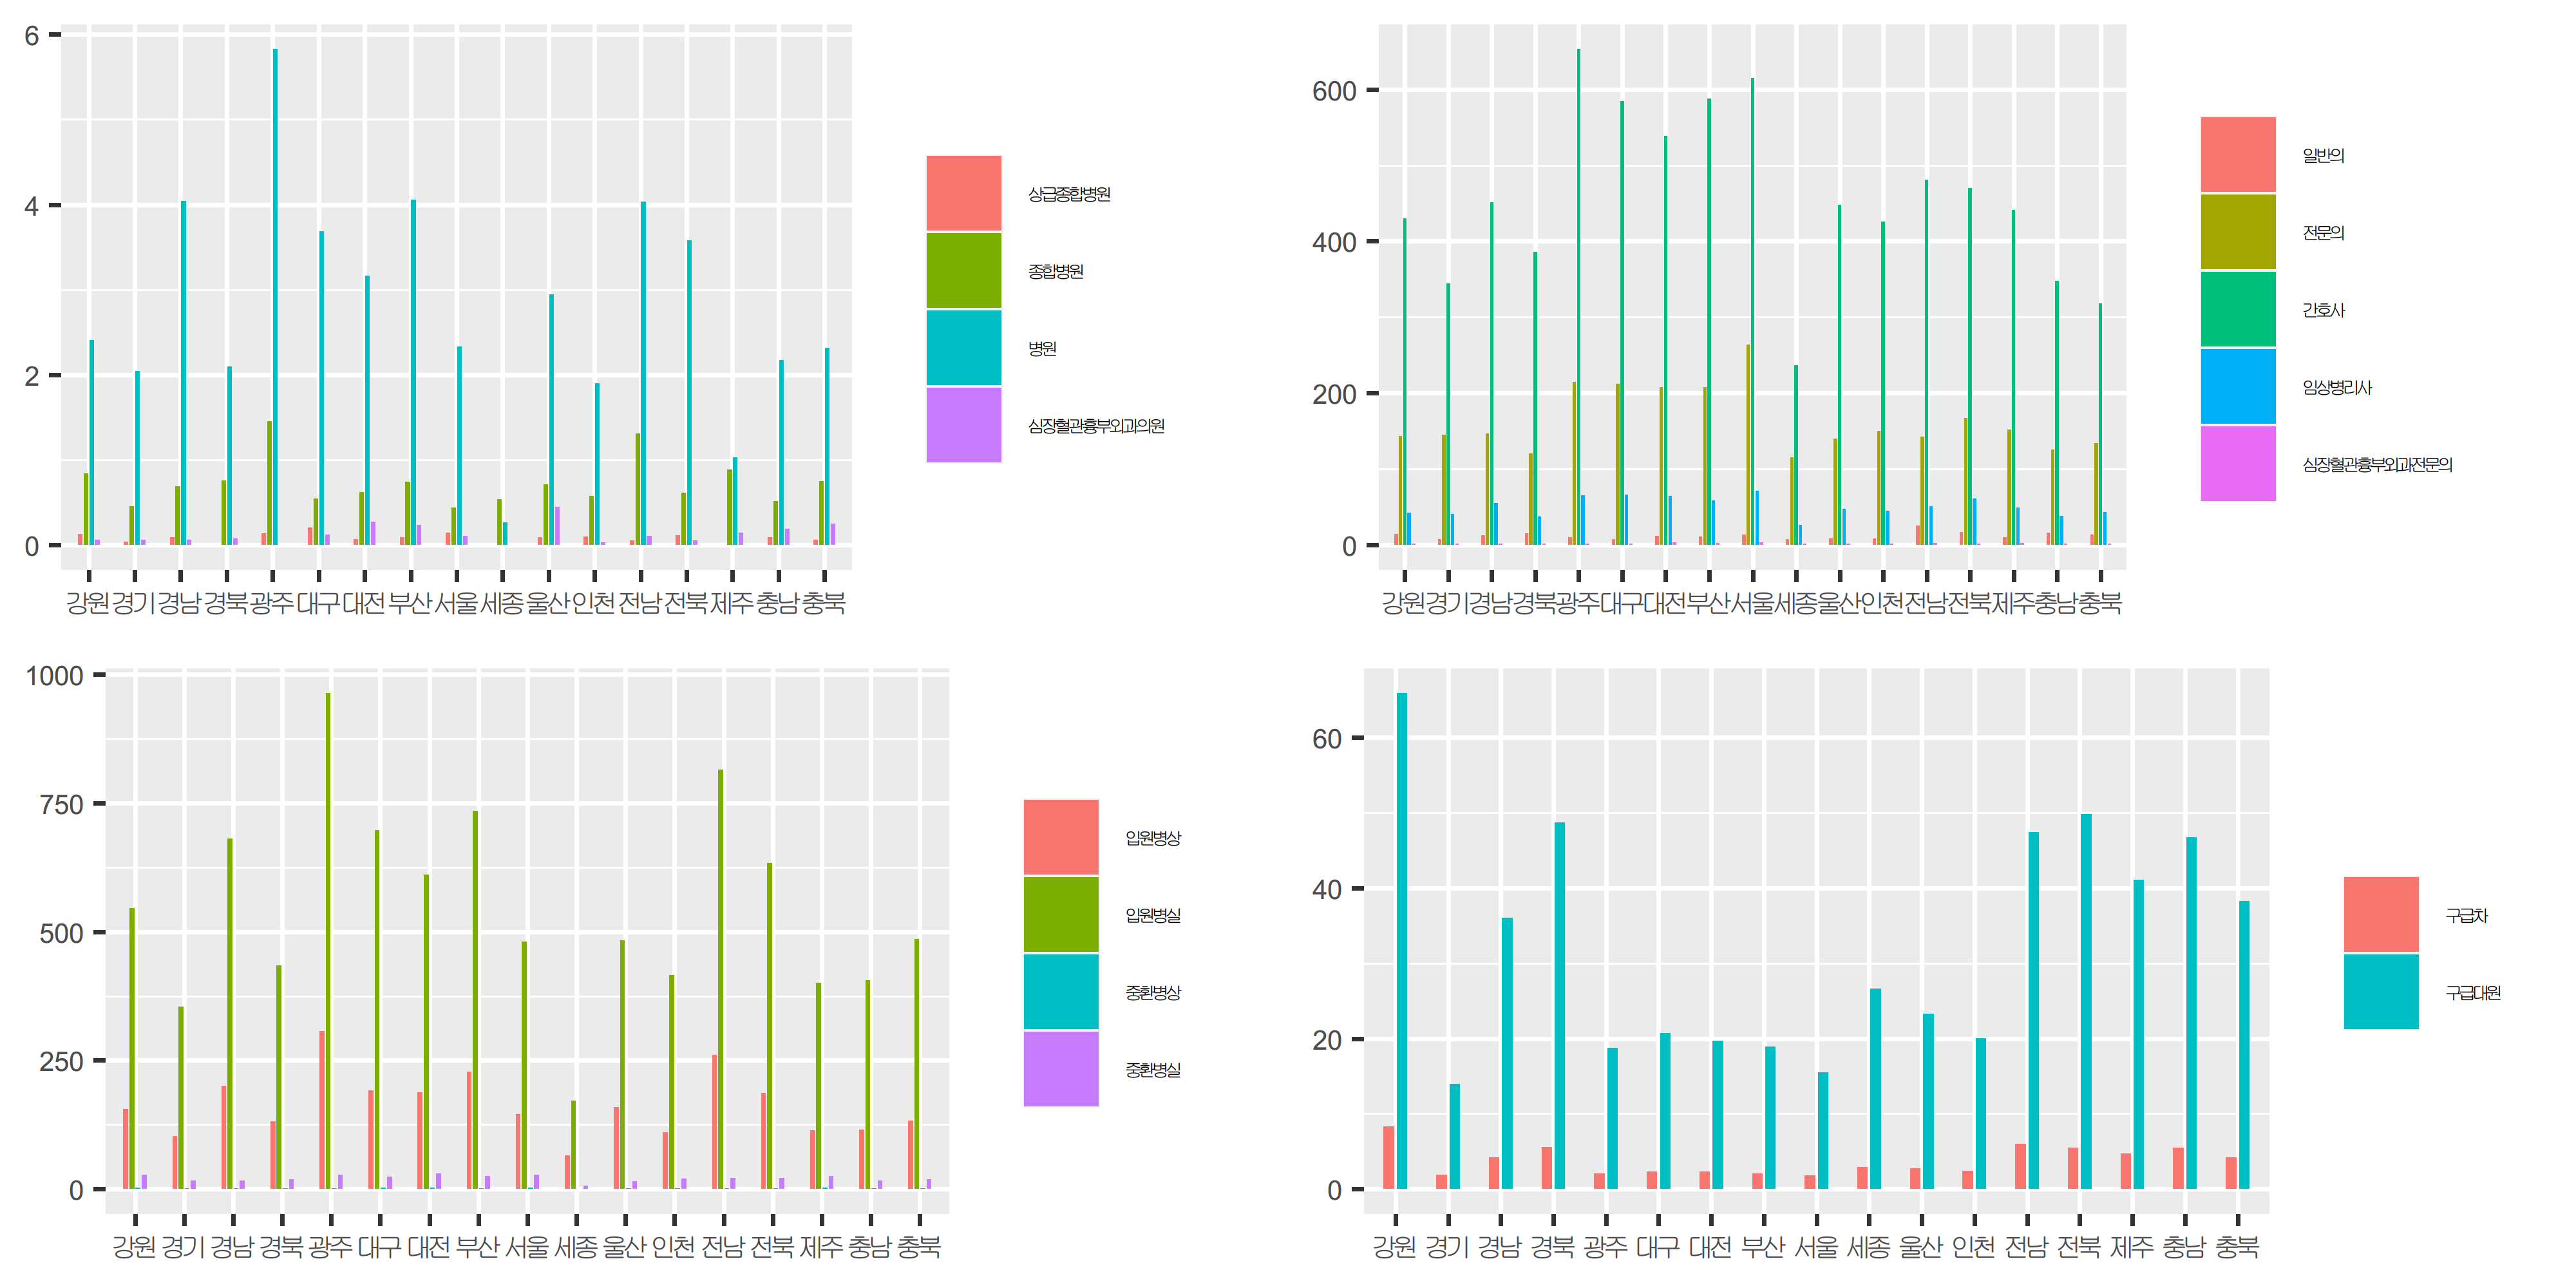 6
4
2
0
강원 경기 경남 경북 광주 대구 대전 부산 서울 세종 울산 인천 전남 전북 제주 충남 충북
상급종합병원
종합병원
병원
심장혈관흉부외과의원
600
400
200
0
강원 경기 경남 경북 광주 대구 대전 부산 서울 세종 울산 인천 전남 전북 제주 충남 충북
일반의
전문의
간호사
임상병리사
심장혈관흉부외과전문의
1000
750
500
250
0
강원 경기 경남 경북 광주 대구 대전 부산 서울 세종 울산 인천 전남 전북 제주 충남 충북
입원병상
입원병실
중환병상
중환병실
60
40
20
0
강원 경기 경남 경북 광주 대구 대전 부산 서울 세종 울산 인천 전남 전북 제주 충남 충북
구급차
구급대원